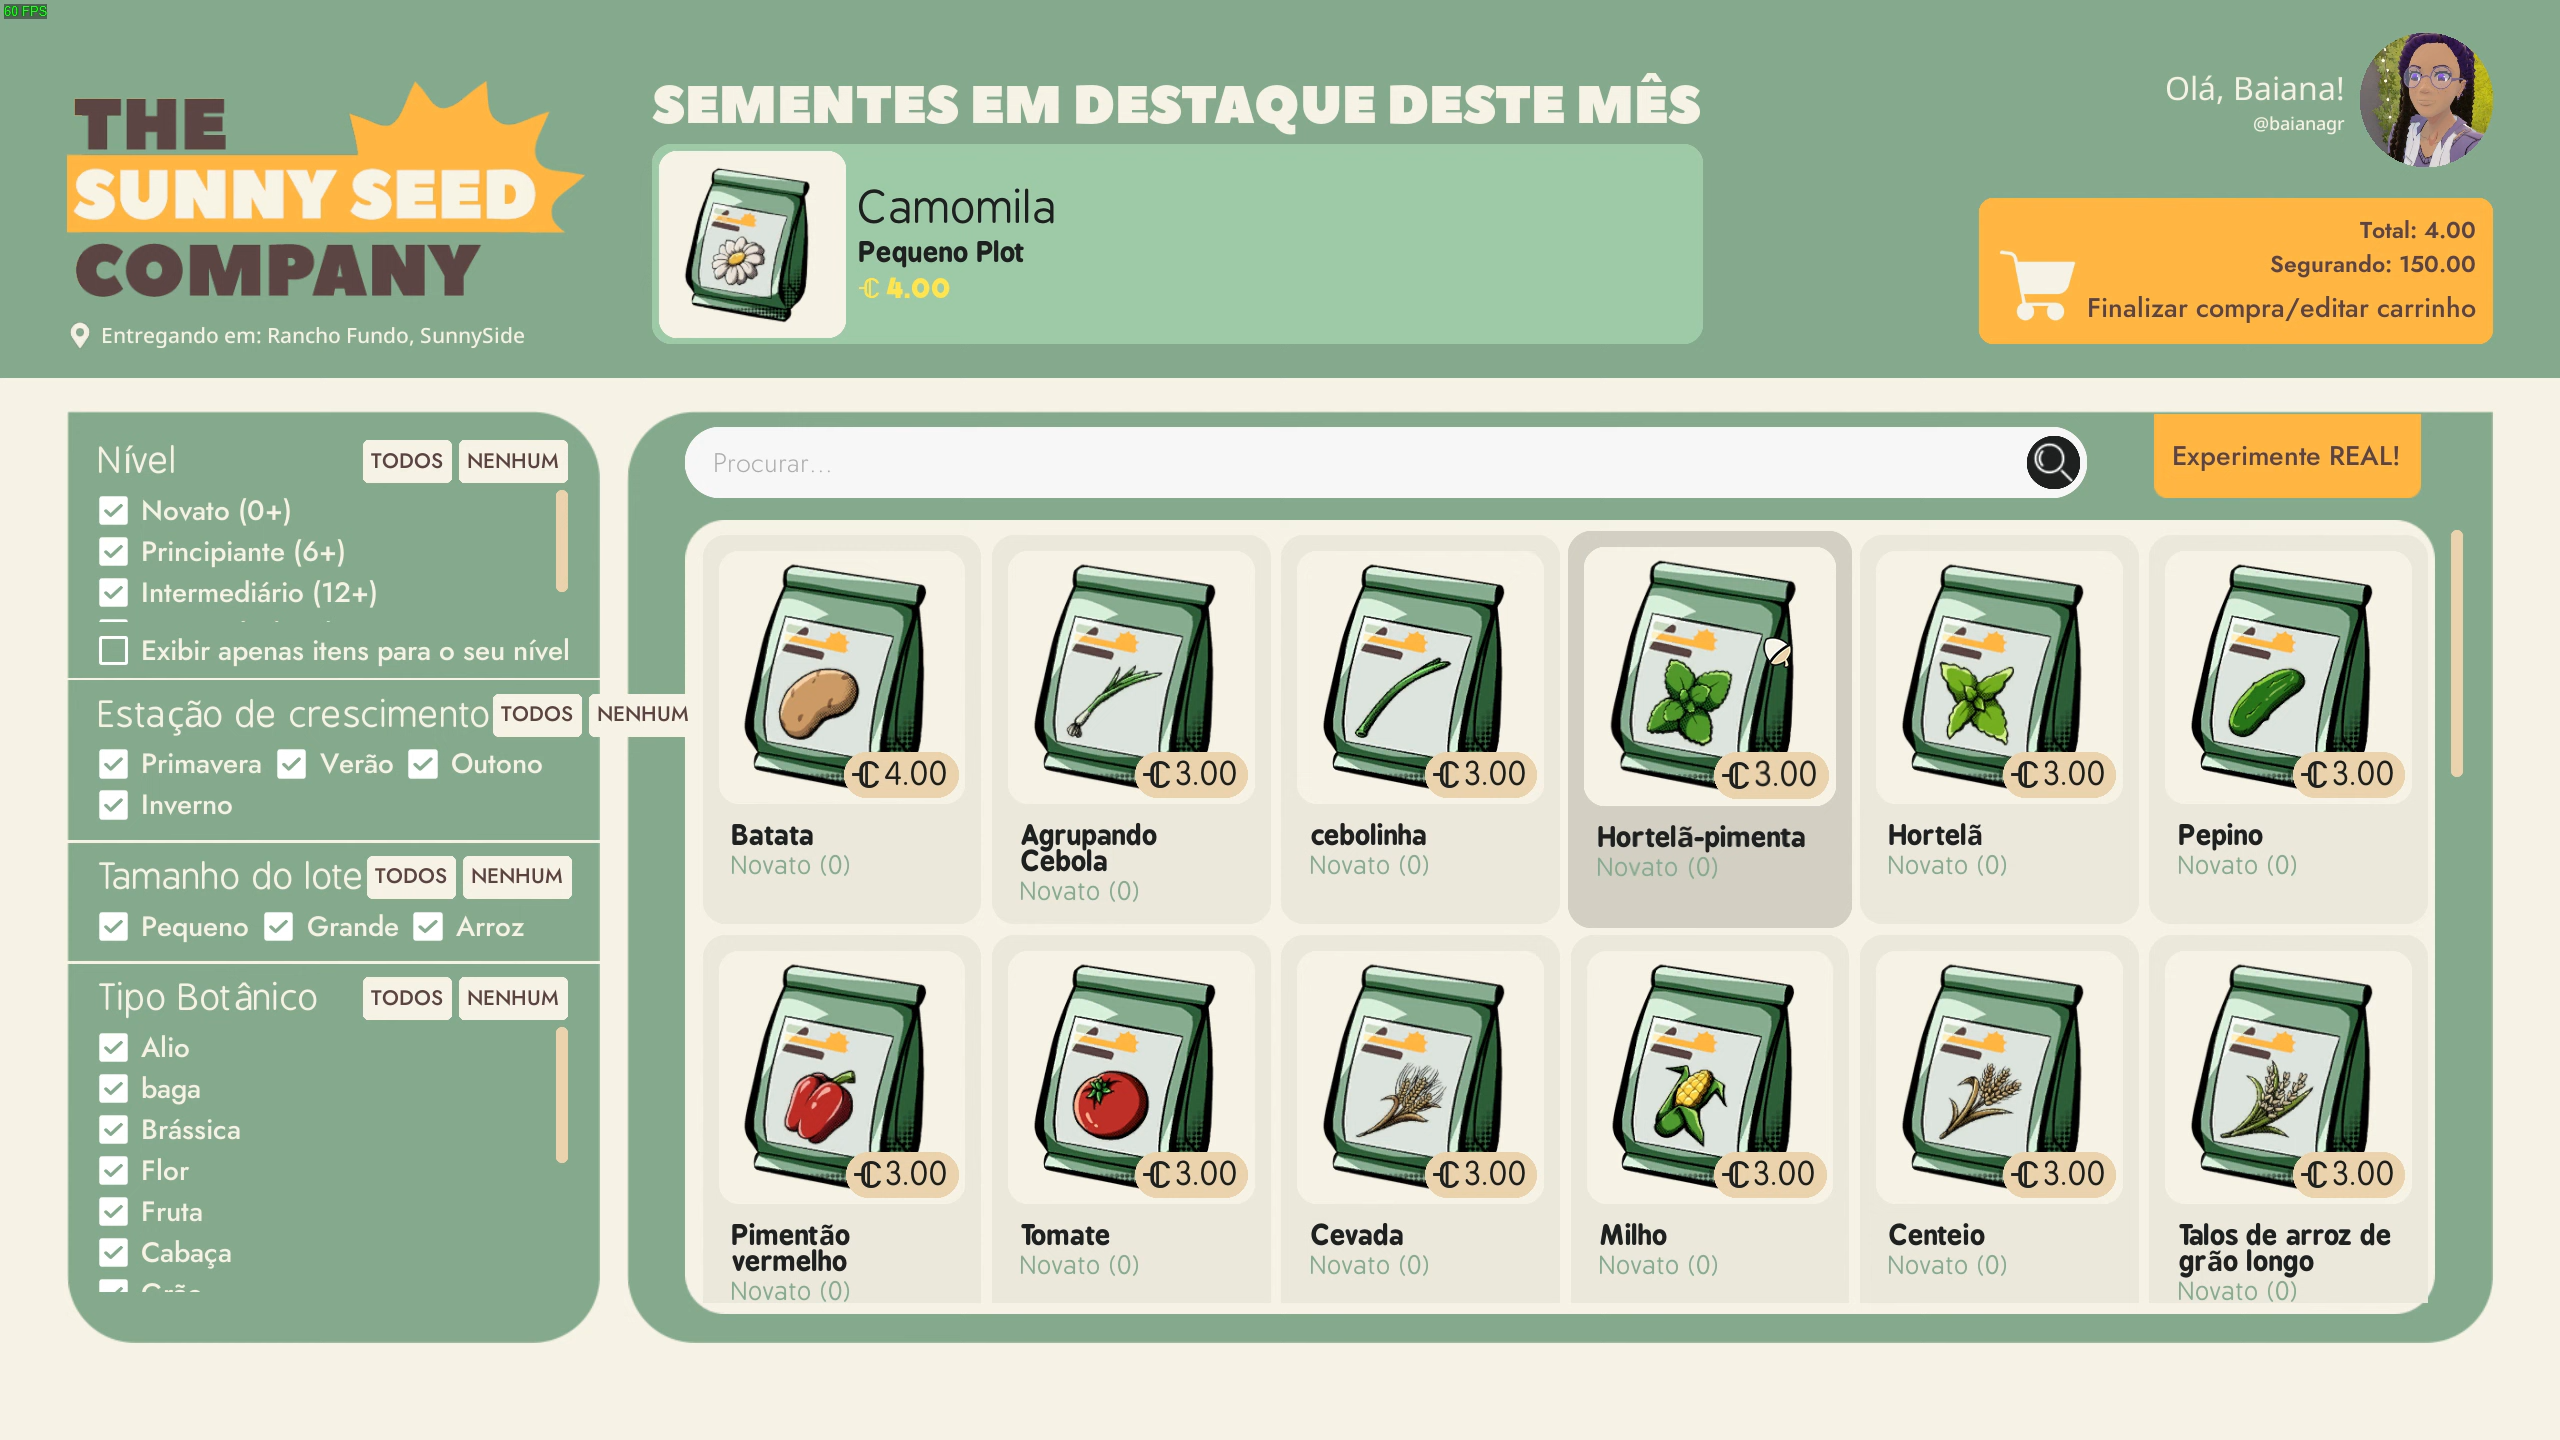 60 FPS
THE
SUNNY SEED
COMPANY
Entregando em: Rancho Fundo, SunnySide
SEMENTES EM DESTAQUE DESTE MÊS
Camomila
Pequeno Plot
₢ 4.00
Olá, Baiana!
@baianagr
Total: 4.00
Segurando: 150.00
Finalizar compra/editar carrinho
Nível TODOS NENHUM
Novato (0+)
Principiante (6+)
Intermediário (12+)
Exibir apenas itens para o seu nível
Estação de crescimento TODOS NENHUM
Primavera Verão Outono
Inverno
Tamanho do lote TODOS NENHUM
Pequeno Grande Arroz
Tipo Botânico TODOS NENHUM
Alio
baga
Brássica
Flor
Fruta
Cabaça
Procurar...
Experimente REAL!
₢4.00
Batata
Novato (0)
₢3.00
Agrupando
Cebola
Novato (0)
₢3.00
cebolinha
Novato (0)
₢3.00
Hortelã-pimenta
Novato (0)
₢3.00
Hortelã
Novato (0)
₢3.00
Pepino
Novato (0)
₢3.00
Pimentão
vermelho
Novato (0)
₢3.00
Tomate
Novato (0)
₢3.00
Cevada
Novato (0)
₢3.00
Milho
Novato (0)
₢3.00
Centeio
Novato (0)
₢3.00
Talos de arroz de
grão longo
Novato (0)